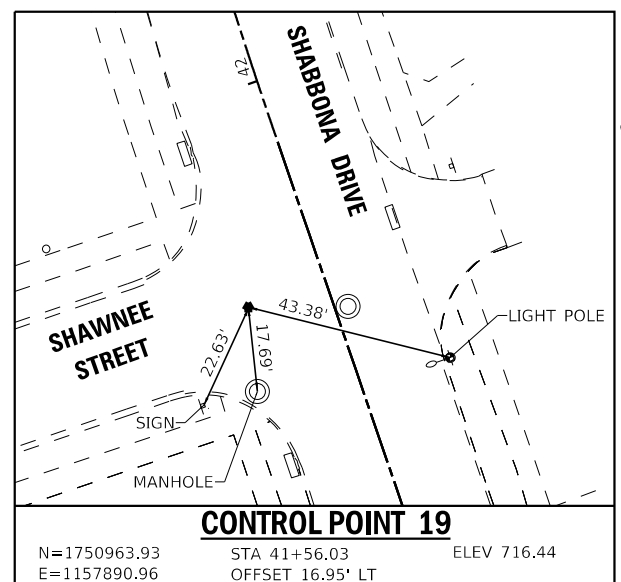 42
SHABBONA DRIVE
43.38'
LIGHT POLE
SHAWNEE
STREET
22.63'
17.69'
SIGN
MANHOLE
CONTROL POINT 19
N=1750963.93 STA 41+56.03 ELEV 716.44
E=1157890.96 OFFSET 16.95' LT